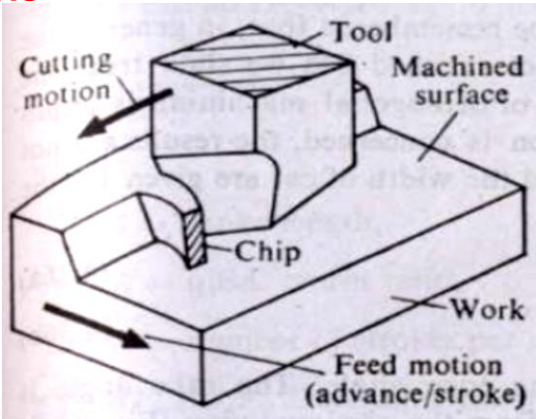 Tool
Cutting
motion
Machined
surface
Chip
Work
Feed motion
(advance/stroke)